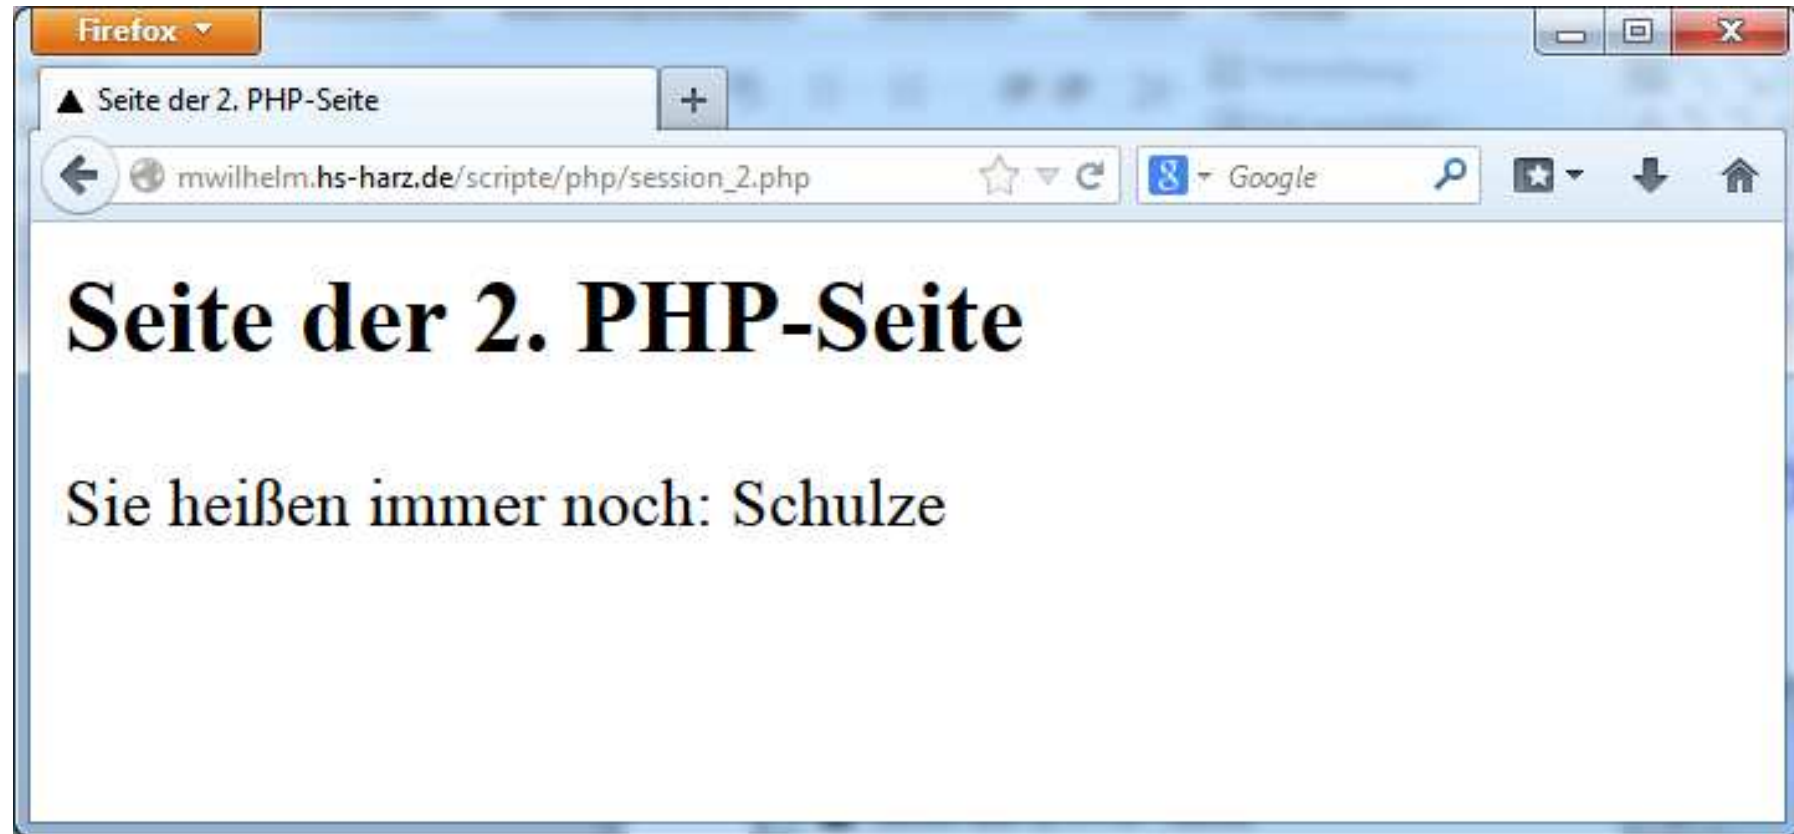 Firefox
Seite der 2. PHP-Seite
mwilhelm.hs-harz.de/scripte/php/session_2.php
Google
Seite der 2. PHP-Seite
Sie heißen immer noch: Schulze